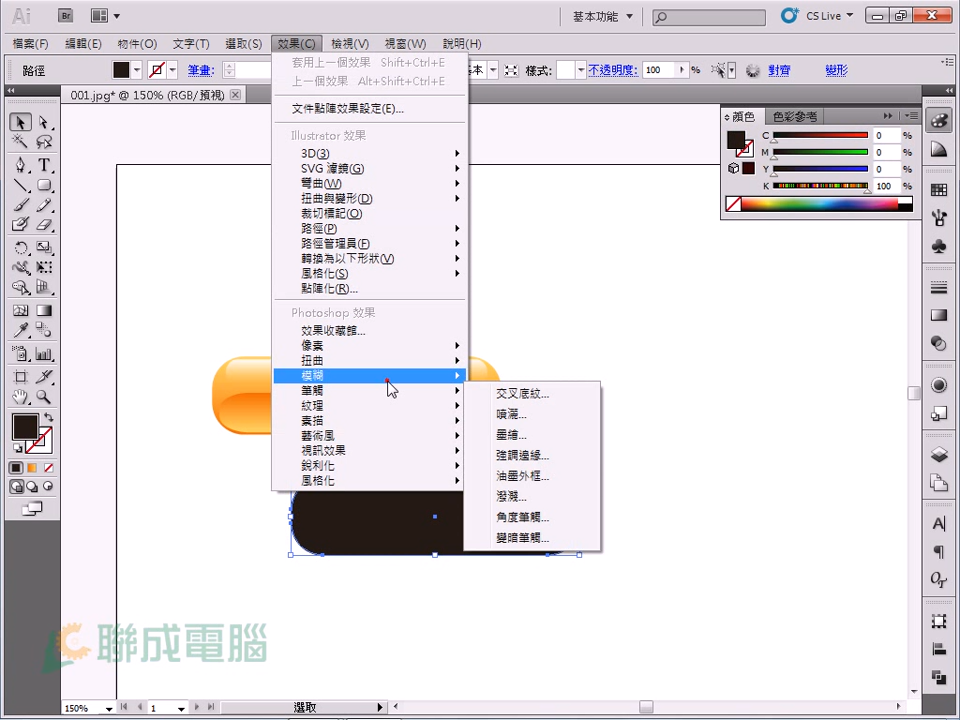 Ai Br 基本功能 CS Live
檔案(F) 編輯(E) 物件(O) 文字(T) 選取(S) 效果(C) 檢視(V) 視窗(W) 說明(H)
路徑 筆畫: 本 樣式: 不透明度: 100 % 對齊 變形
001.jpg* @ 150% (RGB/預視)
套用上一個效果 Shift+Ctrl+E
上一個效果 Alt+Shift+Ctrl+E
文件點陣效果設定(E)...
Illustrator 效果
3D(3)
SVG 濾鏡(G)
彎曲(W)
扭曲與變形(D)
裁切標記(O)
路徑(P)
路徑管理員(F)
轉換為以下形狀(V)
風格化(S)
點陣化(R)...
Photoshop 效果
效果收藏館...
像素
扭曲
模糊
筆觸
紋理
素描
藝術風
視訊效果
銳利化
風格化
交叉底紋...
噴灑...
墨繪...
強調邊緣...
油墨外框...
潑濺...
角度筆觸...
變暗筆觸...
顏色 色彩參考
C 0 %
M 0 %
Y 0 %
K 100 %
聯成電腦
150% 1 選取